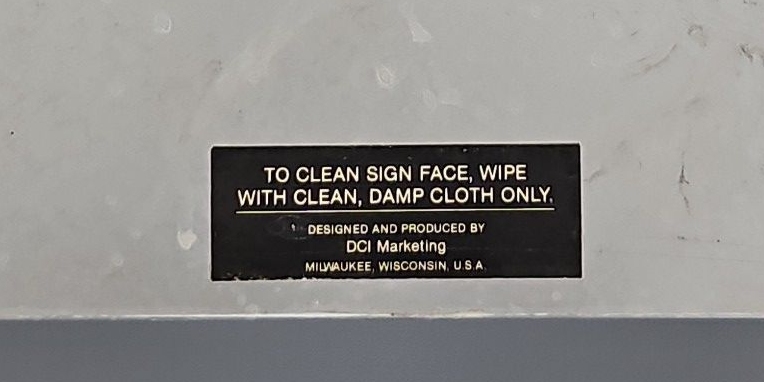 TO CLEAN SIGN FACE, WIPE
WITH CLEAN, DAMP CLOTH ONLY.
DESIGNED AND PRODUCED BY
DCI Marketing
MILWAUKEE, WISCONSIN, U.S.A.